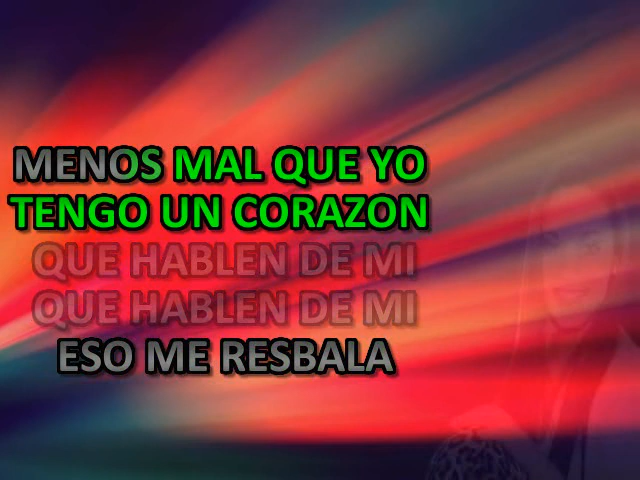 MENOS MAL QUE YO
TENGO UN CORAZON
QUE HABLEN DE MI
QUE HABLEN DE MI
ESO ME RESBALA